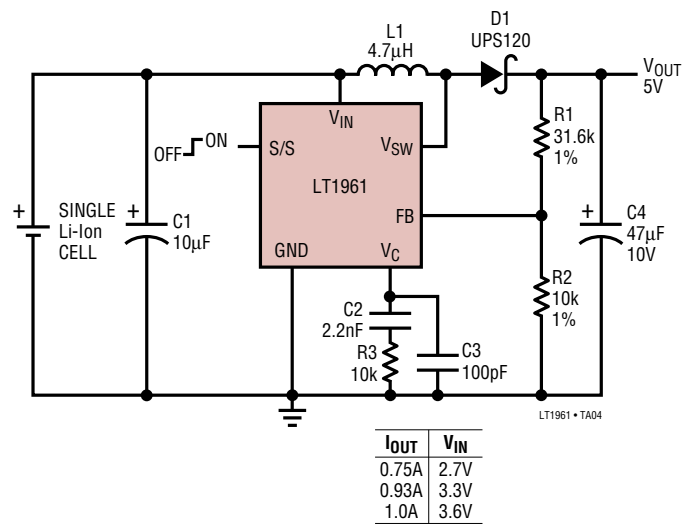 L1
4.7µH
D1
UPS120
VOUT
5V
VIN
S/S
VSW
OFF
ON
LT1961
FB
GND
VC
+
SINGLE
Li-Ion
CELL
+
C1
10µF
R1
31.6k
1%
+
C4
47µF
10V
R2
10k
1%
C2
2.2nF
R3
10k
C3
100pF
LT1961 • TA04
IOUT VIN
0.75A 2.7V
0.93A 3.3V
1.0A 3.6V